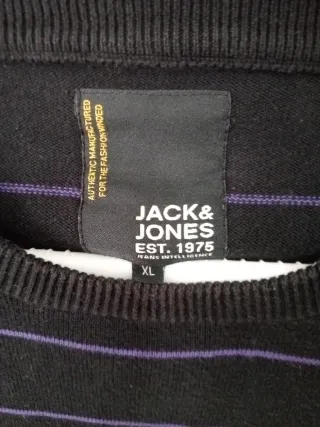 AUTHENTIC MANUFACTURED
FOR THE FASHION MINDED
JACK&
JONES
EST. 1975
JEANS INTELLIGENCE
XL